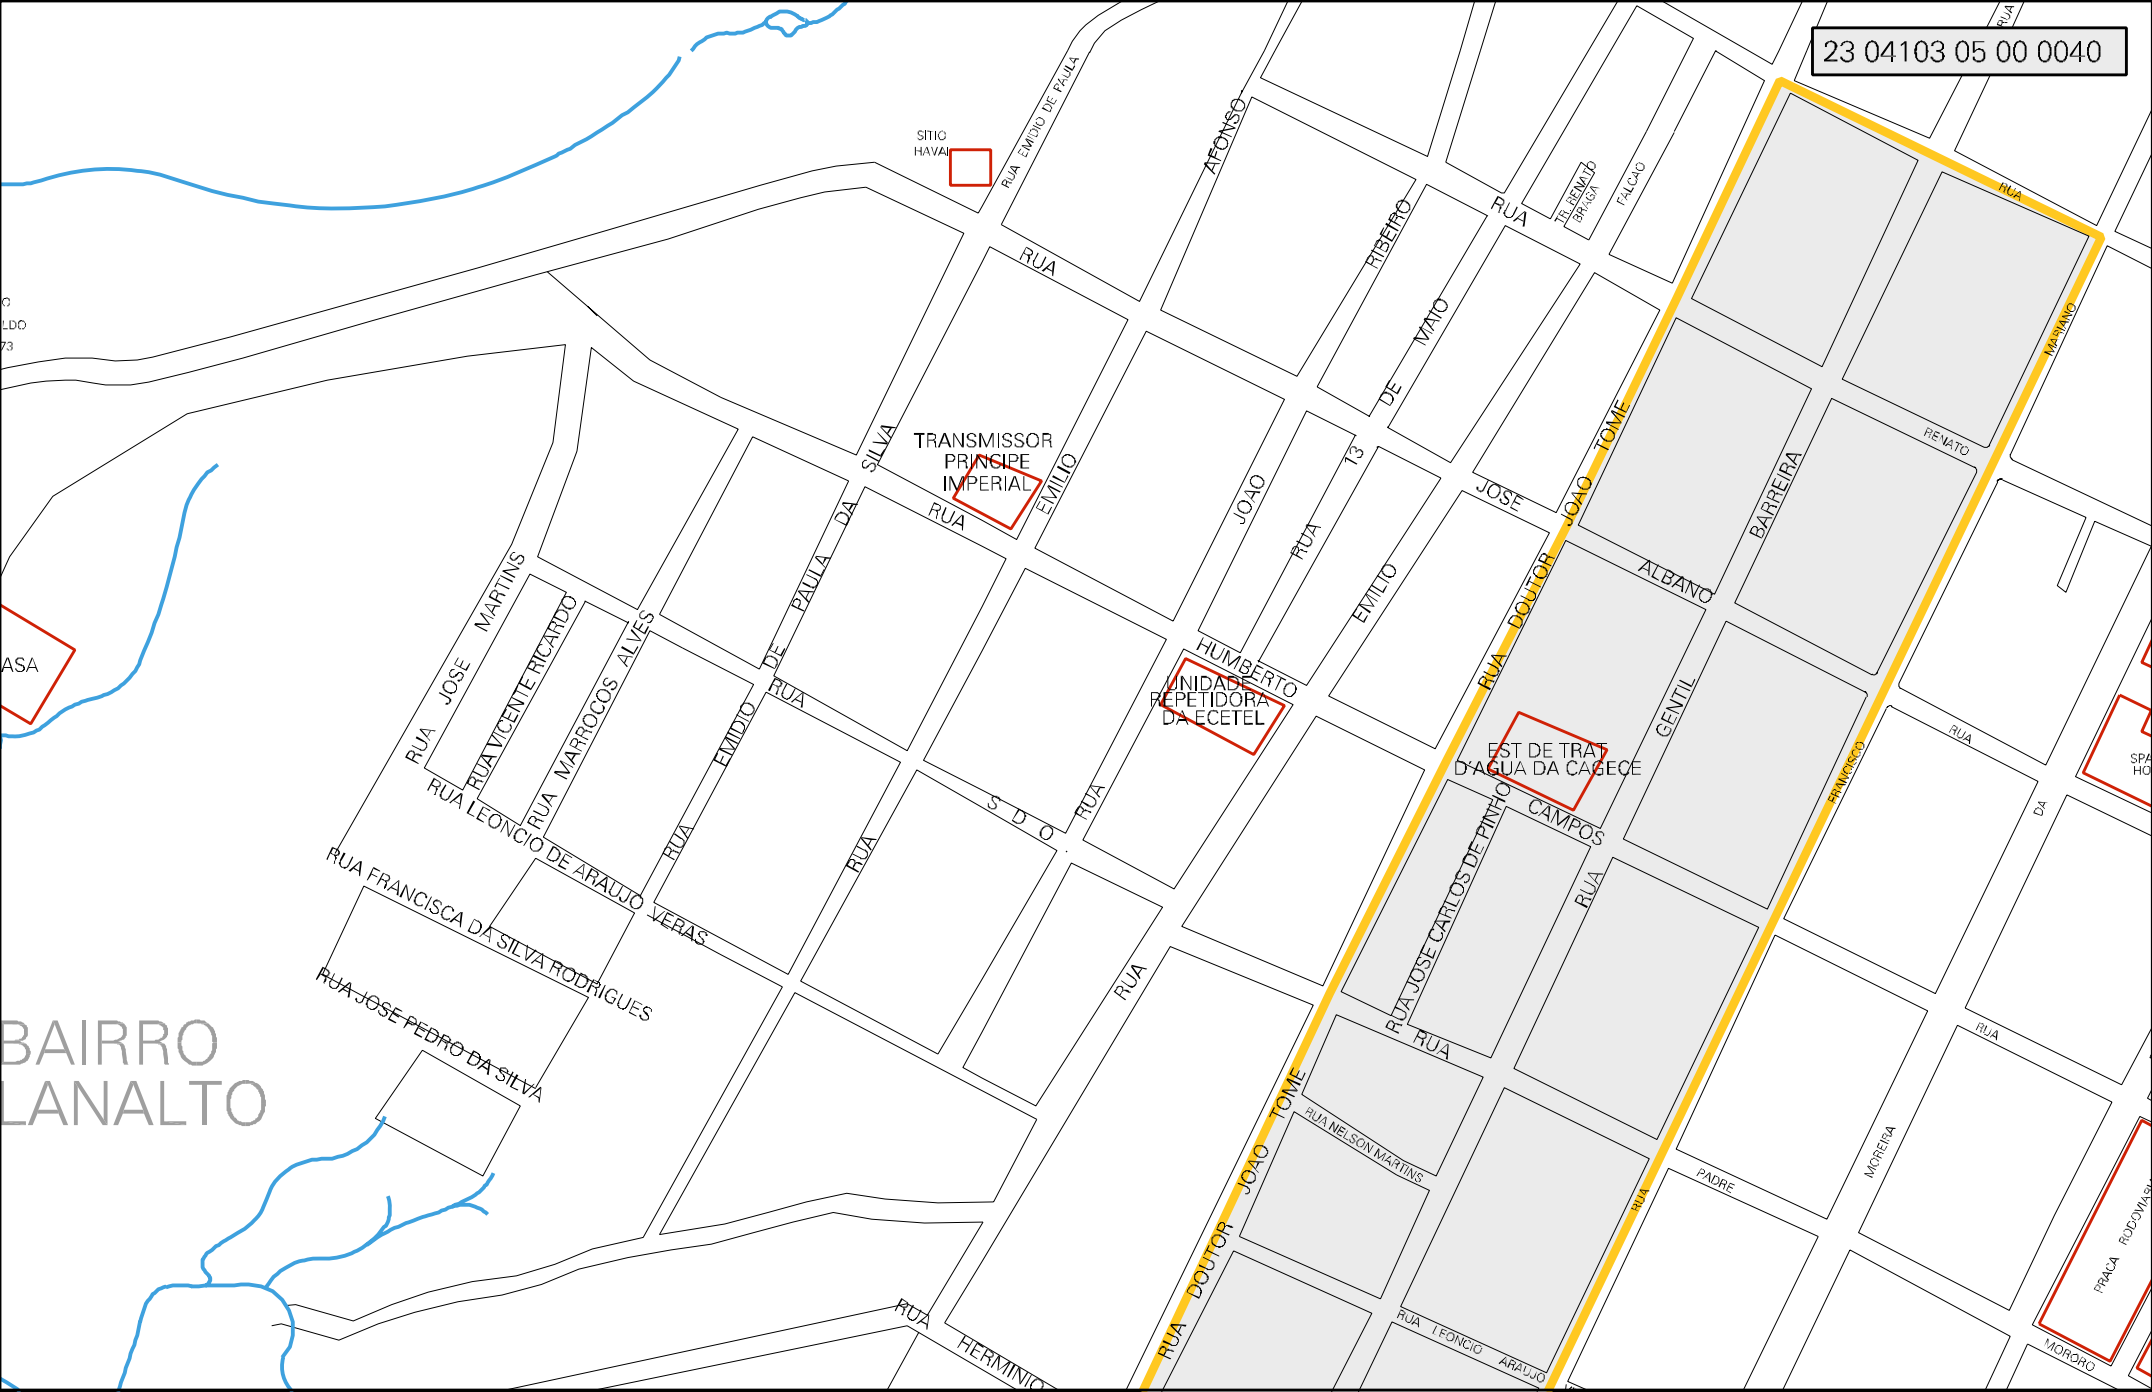 23 04103 05 00 0040
RUA
RUA EMIDIO DE PAULA
SITIO
HAVAI
AFONSO
RIBEIRO
RUA
TR. RENATO
BRAGA
FALCAO
RUA
RUA
LDO
73
DE MAIO
MARIANO
TRANSMISSOR
PRINCIPE
IMPERIAL
SILVA
EMILIO
RUA
JOAO
RUA 13
JOSE
RUA DOUTOR JOAO TOME
RENATO
BARREIRA
ALBANO
RUA JOSE MARTINS
RUA VICENTE RICARDO
RUA MARROCOS ALVES
RUA EMIDIO DE PAULA DA
RUA
EMILIO
HUMBERTO
UNIDADE
REPETIDORA
DA ECETEL
ASA
GENTIL
EST DE TRAT
D'AGUA DA CAGECE
CAMPOS
RUA
FRANCISCO
RUA
DA
SPA
HO
S D O
RUA
RUA
RUA LEONCIO DE ARAUJO VERAS
RUA FRANCISCA DA SILVA RODRIGUES
RUA JOSE PEDRO DA SILVA
RUA
RUA JOSE CARLOS DE PINHO
RUA
RUA
BAIRRO
LANALTO
RUA NELSON MARTINS
RUA DOUTOR JOAO TOME
MOREIRA
PADRE
RUA
PRACA
RUA LEONCIO ARAUJO
MORORO
RUA HERMINIO